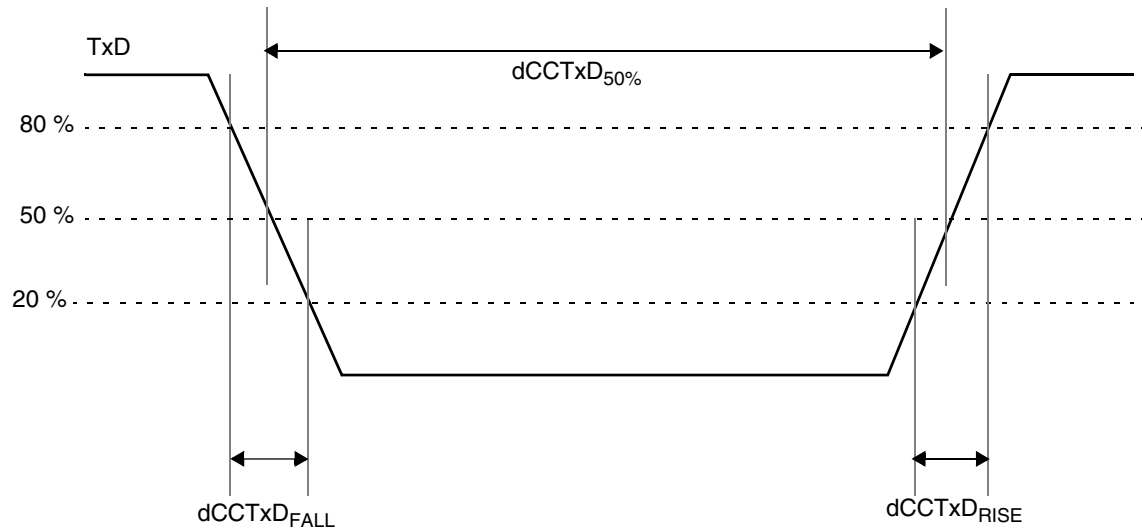 TxD
dCCTxD50%
80 %
50 %
20 %
dCCTxDFALL
dCCTxDRISE